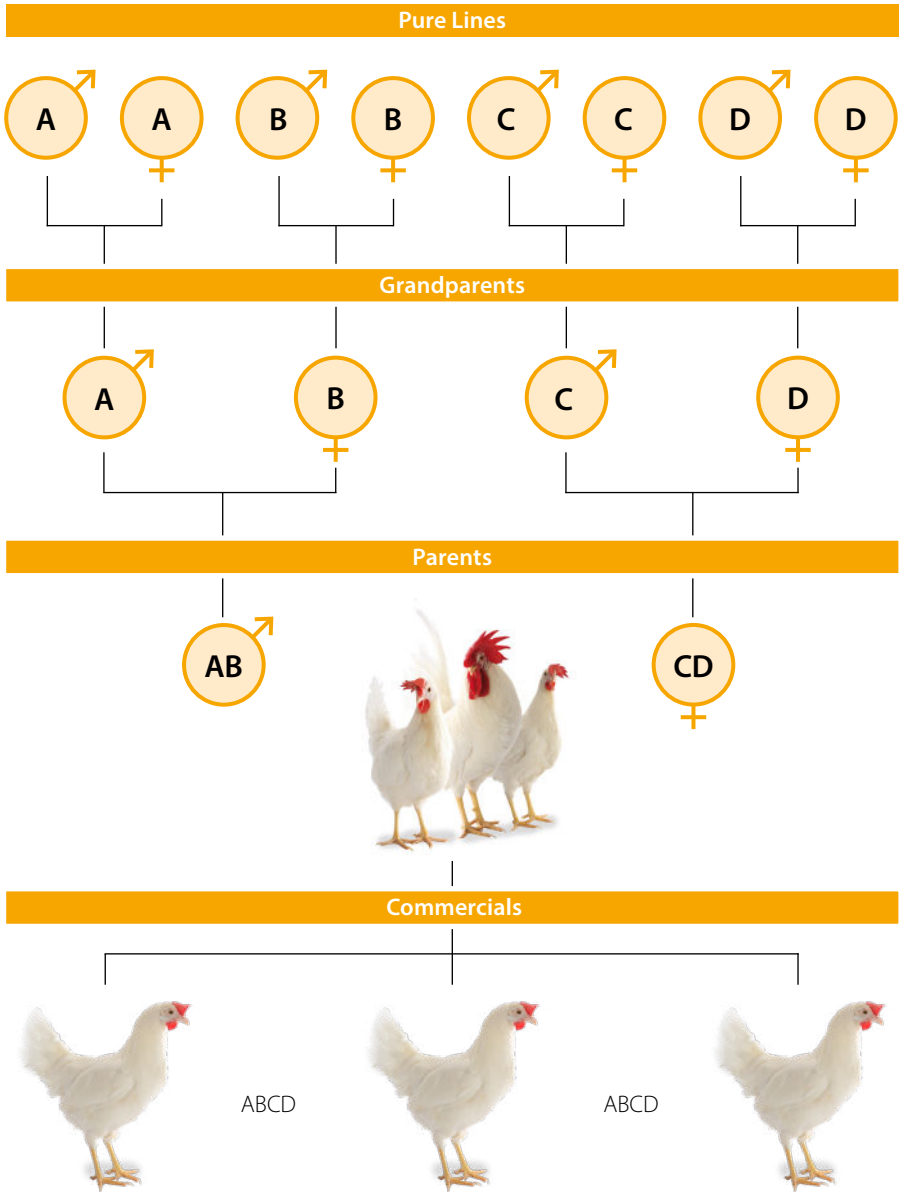 Pure Lines
A A B B C C D D
Grandparents
A B C D
Parents
AB CD
Commercials
ABCD ABCD